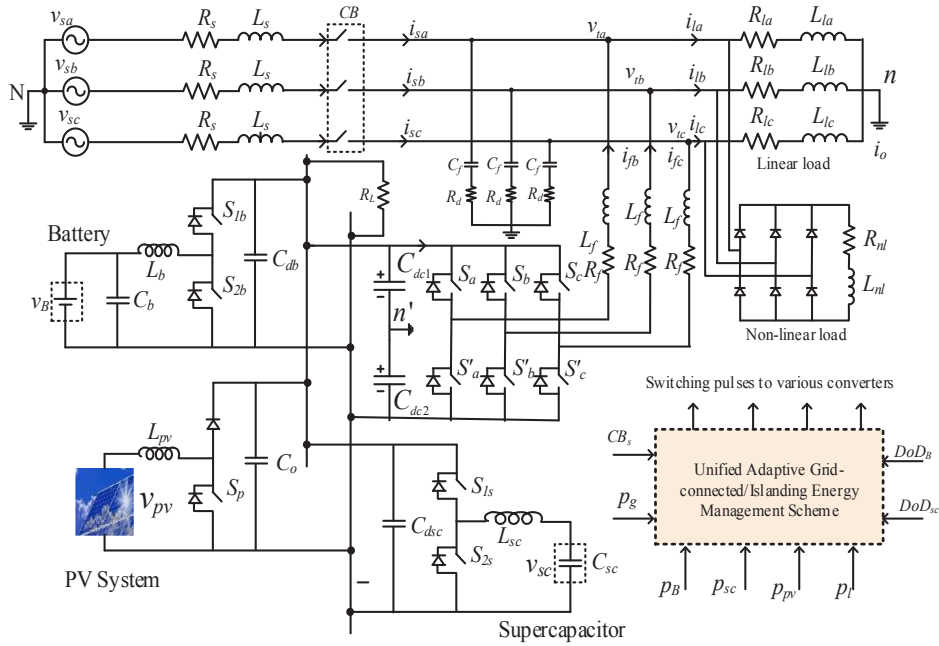 v_sa R_s L_s CB i_sa v_ta i_la R_la L_la
N v_sb R_s L_s i_sb v_tb i_lb R_lb L_lb n
v_sc R_s L_s i_sc v_tc i_lc R_lc L_lc i_o
Linear load
C_f C_f C_f
R_d R_d R_d
i_fb i_fc
L_f L_f L_f
R_f R_f R_f
R_L
Battery
v_B C_b L_b S_1b S_2b C_db
+ C_dc1 −
n'
+ C_dc2 −
S_a S_b S_c
S'_a S'_b S'_c
R_nl
L_nl
Non-linear load
L_pv
v_pv S_p C_o
PV System
−
C_dsc S_1s S_2s L_sc v_sc C_sc
Supercapacitor
Switching pulses to various converters
CB_s
p_g
Unified Adaptive Grid-
connected/Islanding Energy
Management Scheme
DoD_B
DoD_sc
p_B p_sc p_pv p_l